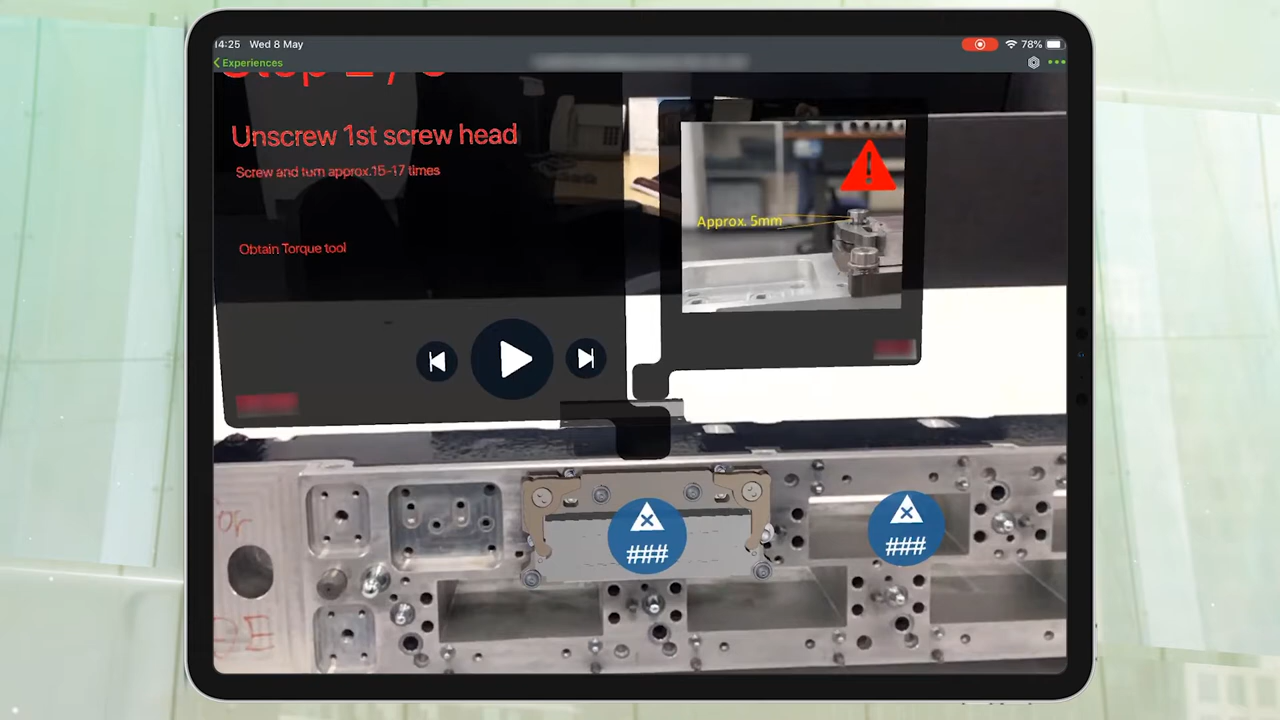 14:25 Wed 8 May
78%
Experiences
Unscrew 1st screw head
Screw and turn approx.15-17 times
Obtain Torque tool
Approx. 5mm
###
###